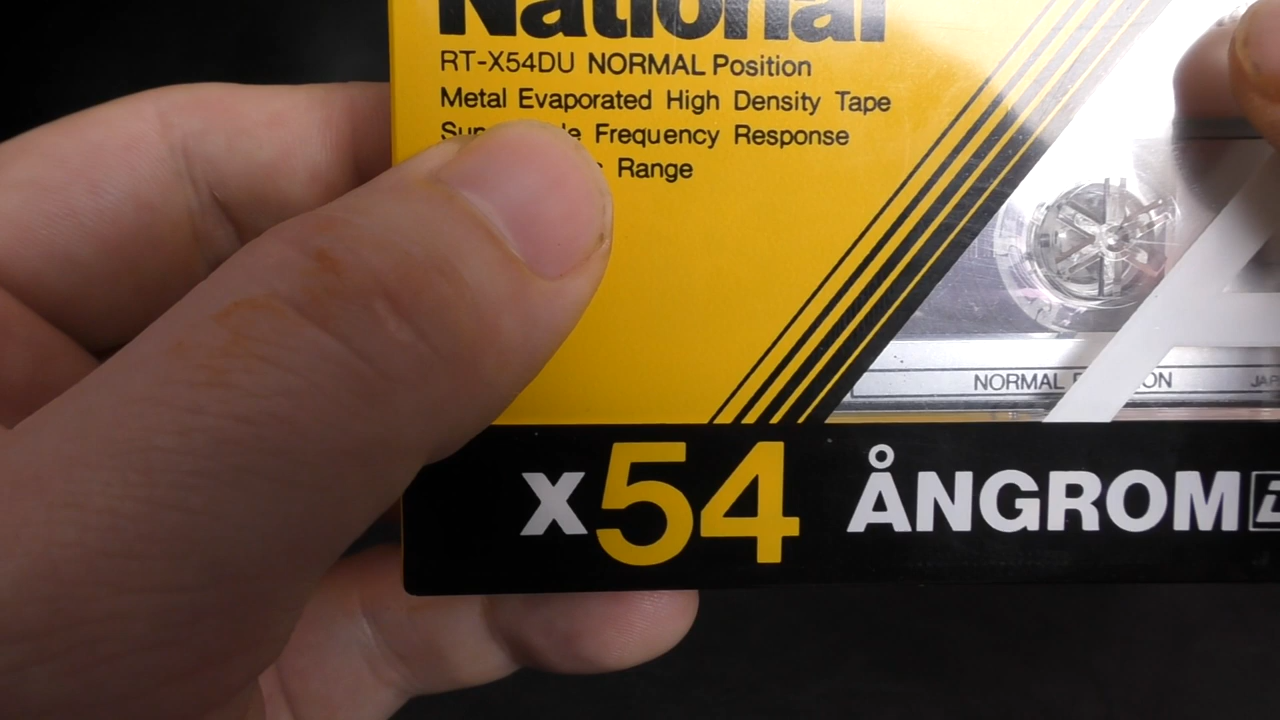 National
RT-X54DU NORMAL Position
Metal Evaporated High Density Tape
Frequency Response
Range
NORMAL
x54 ÅNGROM